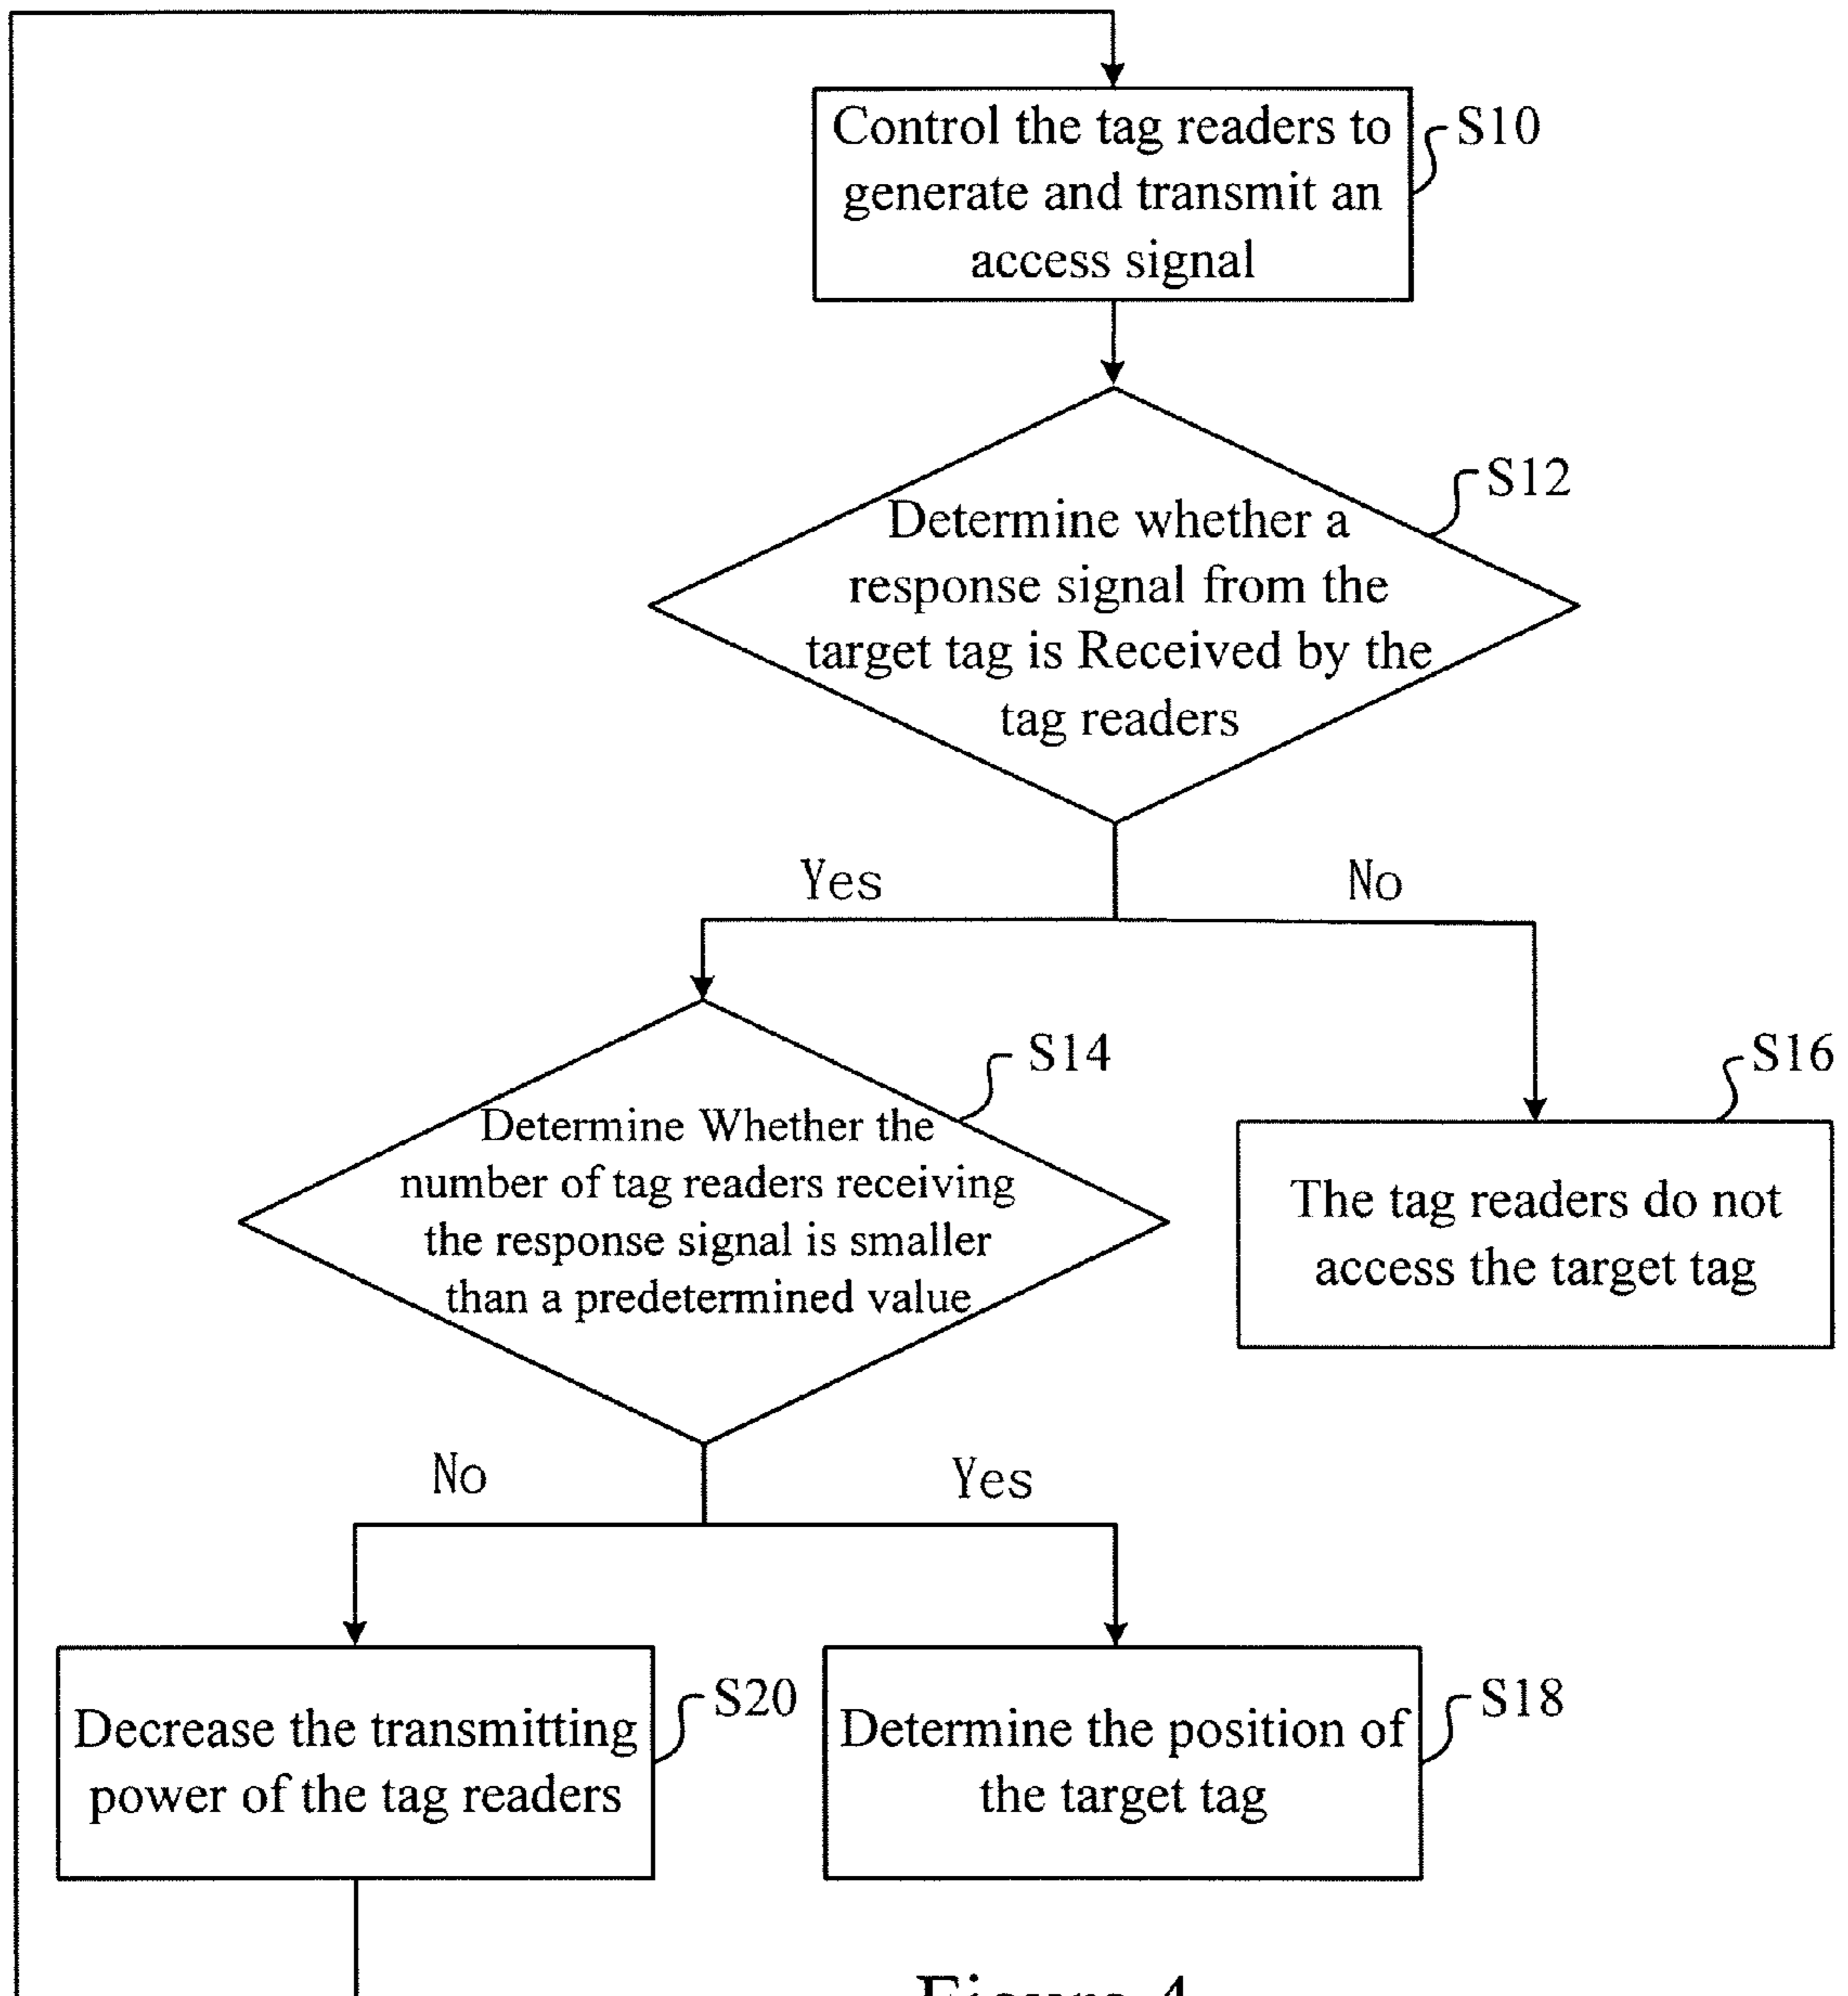 Control the tag readers to
generate and transmit an
access signal
S10
S12
Determine whether a
response signal from the
target tag is Received by the
tag readers
Yes
No
S14
Determine Whether the
number of tag readers receiving
the response signal is smaller
than a predetermined value
S16
The tag readers do not
access the target tag
No
Yes
Decrease the transmitting
power of the tag readers
S20
Determine the position of
the target tag
S18
Figure 4